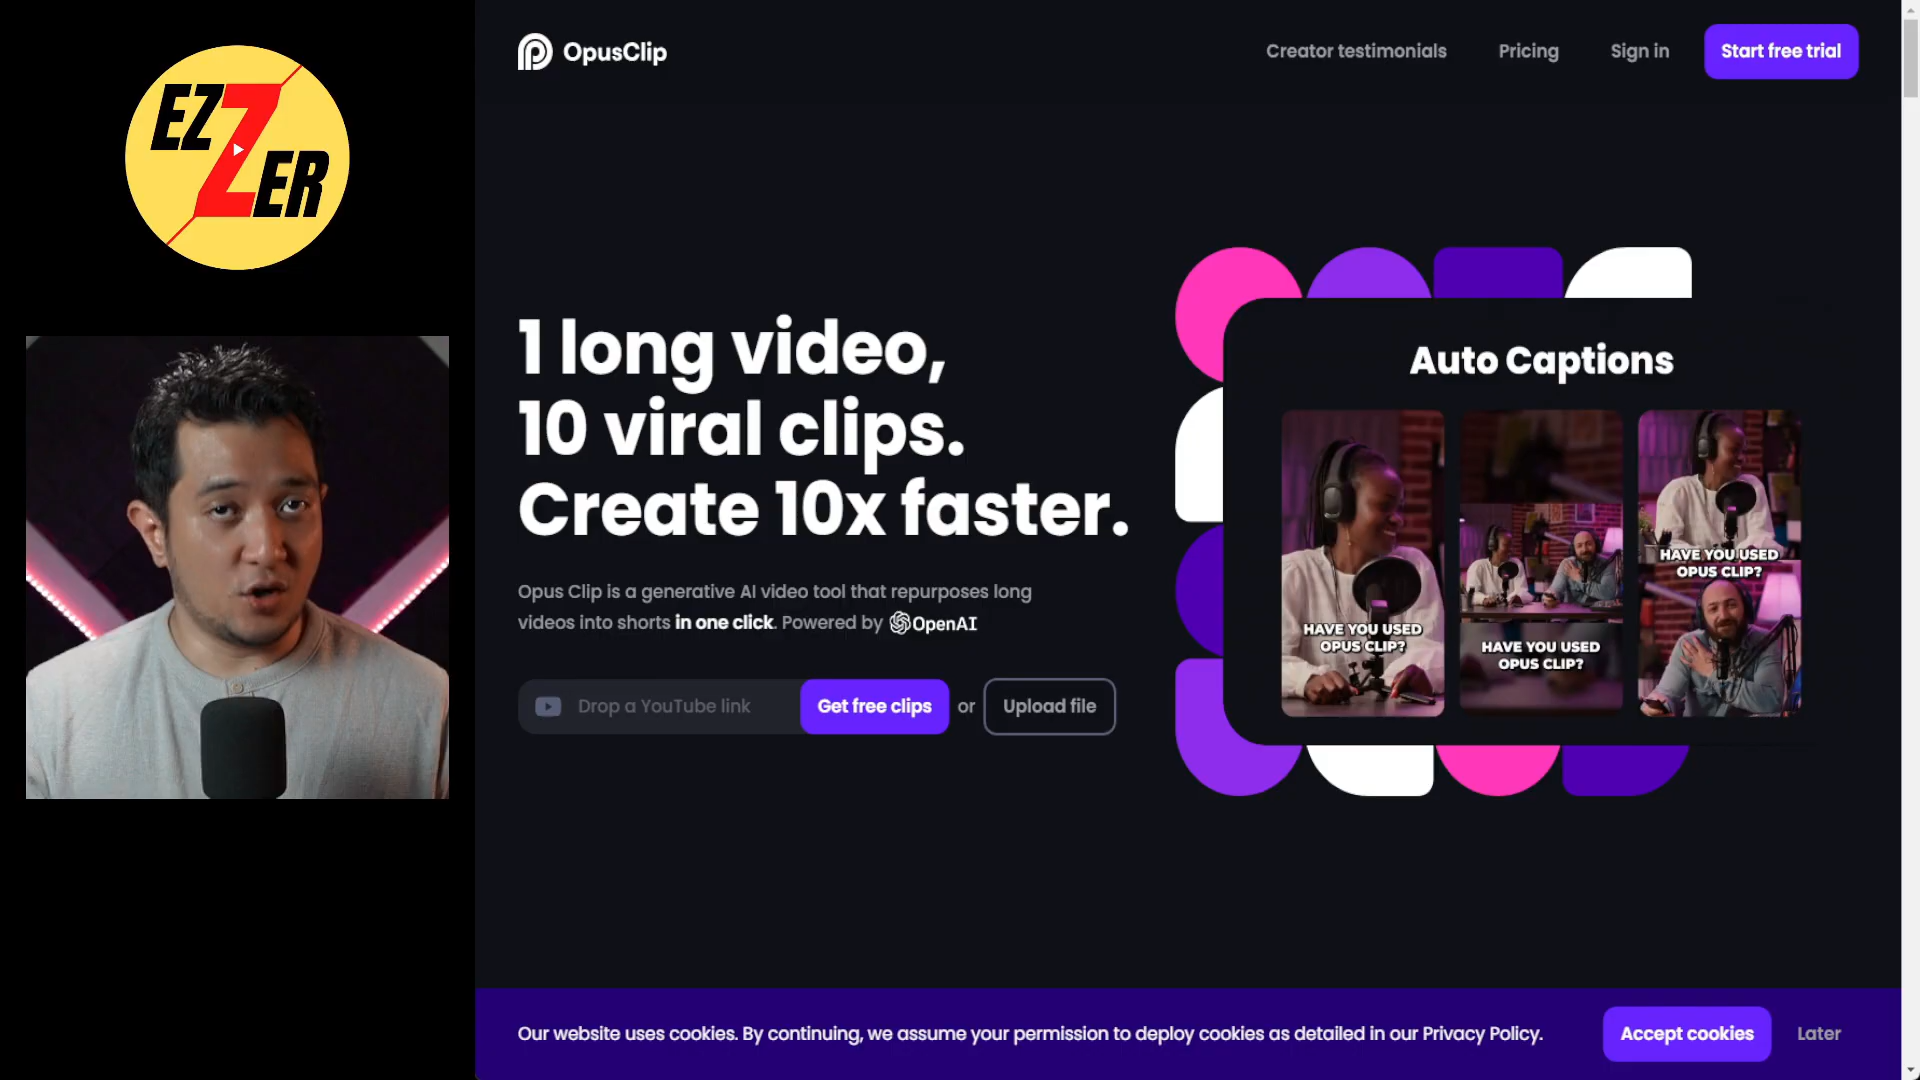 EZZZER
OpusClip
Creator testimonials
Pricing
Sign in
Start free trial
1 long video,
10 viral clips.
Create 10x faster.
Opus Clip is a generative AI video tool that repurposes long
videos into shorts in one click. Powered by OpenAI
Drop a YouTube link
Get free clips
or
Upload file
Auto Captions
HAVE YOU USED
OPUS CLIP?
HAVE YOU USED
OPUS CLIP?
HAVE YOU USED
OPUS CLIP?
Our website uses cookies. By continuing, we assume your permission to deploy cookies as detailed in our Privacy Policy.
Accept cookies
Later